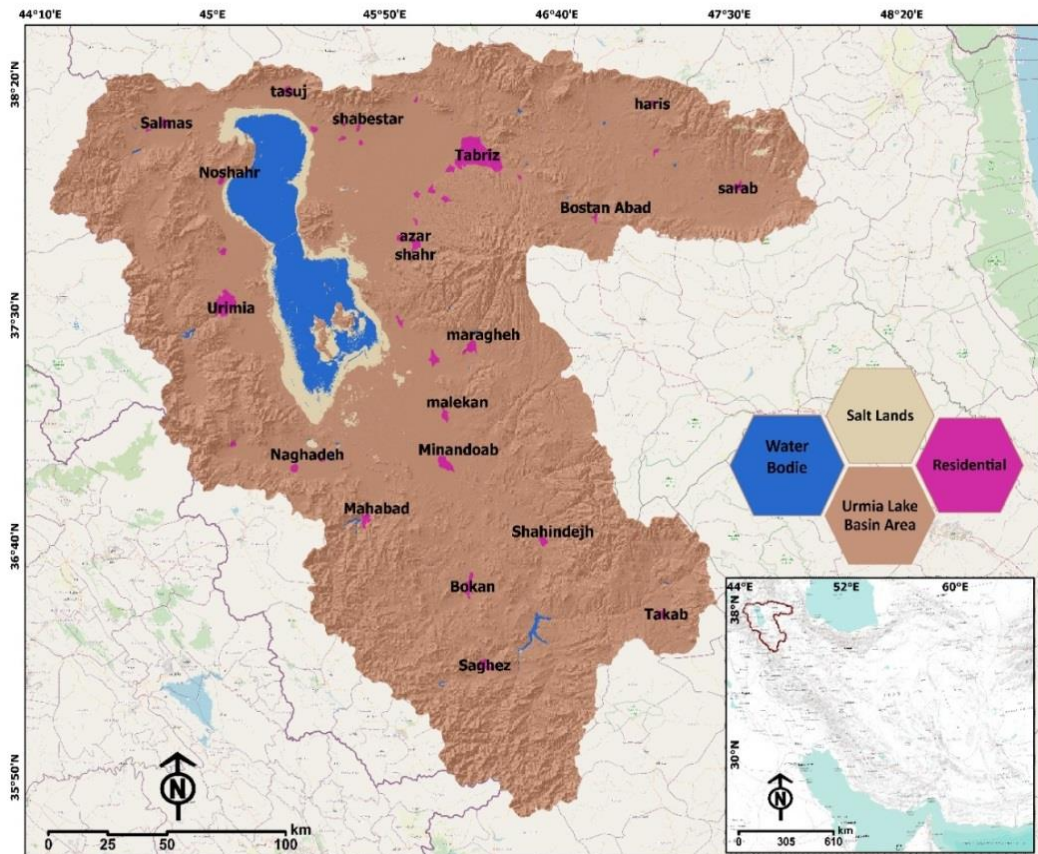 44°10'E
45°E
45°50'E
46°40'E
47°30'E
48°20'E
38°20'N
37°30'N
36°40'N
35°50'N
tasuj
haris
Salmas
shabestar
Tabriz
Noshahr
sarab
Bostan Abad
azar
shahr
Urimia
maragheh
malekan
Naghadeh
Minandoab
Mahabad
Shahindejh
Bokan
Takab
Saghez
Salt Lands
Water
Bodie
Residential
Urmia Lake
Basin Area
N
km
0
25
50
100
44°E
52°E
60°E
38°N
30°N
N
km
0
305
610